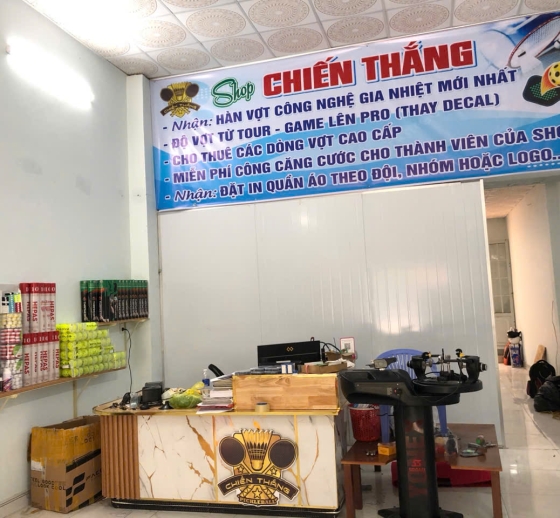 Shop CHIẾN THẮNG
- Nhận: HÀN VỢT CÔNG NGHỆ GIA NHIỆT MỚI NHẤT
- ĐỘ VỢT TỪ TOUR - GAME LÊN PRO (THAY DECAL)
- CHO THUÊ CÁC DÒNG VỢT CAO CẤP
- MIỄN PHÍ CÔNG CĂNG CƯỚC CHO THÀNH VIÊN CỦA SH
- Nhận: ĐẶT IN QUẦN ÁO THEO ĐỘI, NHÓM HOẶC LOGO...
CHIẾN THẮNG
PICKLEBALL